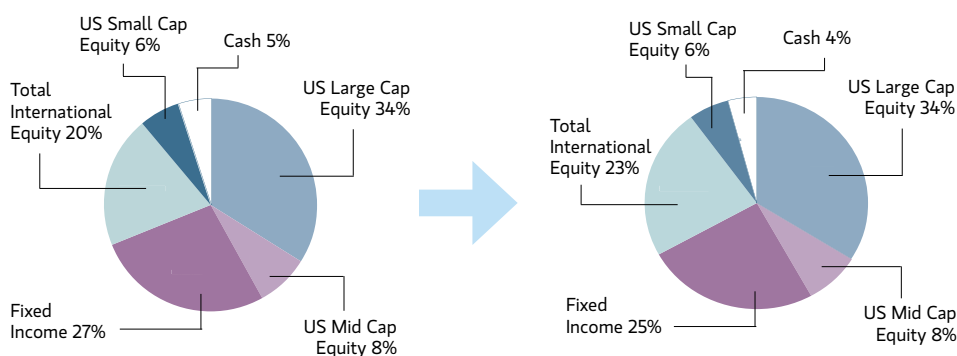 US Small Cap
Equity 6%
Cash 5%
Total
International
Equity 20%
US Large Cap
Equity 34%
Fixed
Income 27%
US Mid Cap
Equity 8%
US Small Cap
Equity 6%
Cash 4%
US Large Cap
Equity 34%
Total
International
Equity 23%
Fixed
Income 25%
US Mid Cap
Equity 8%